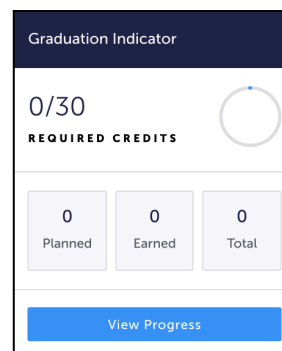 Graduation Indicator
0/30
REQUIRED CREDITS
0 0 0
Planned Earned Total
View Progress